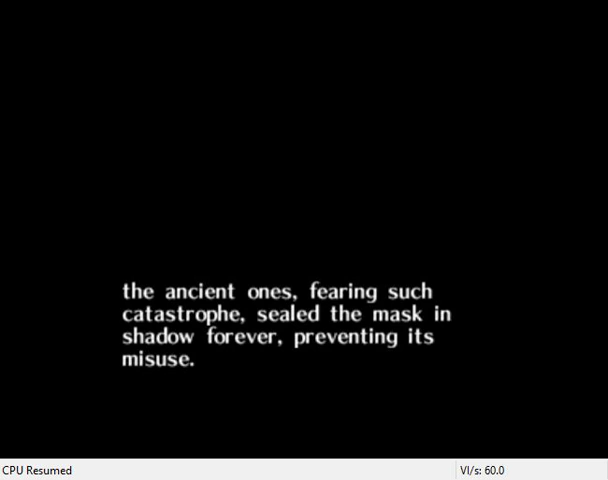 the ancient ones, fearing such
catastrophe, sealed the mask in
shadow forever, preventing its
misuse.
CPU Resumed
VI/s: 60.0